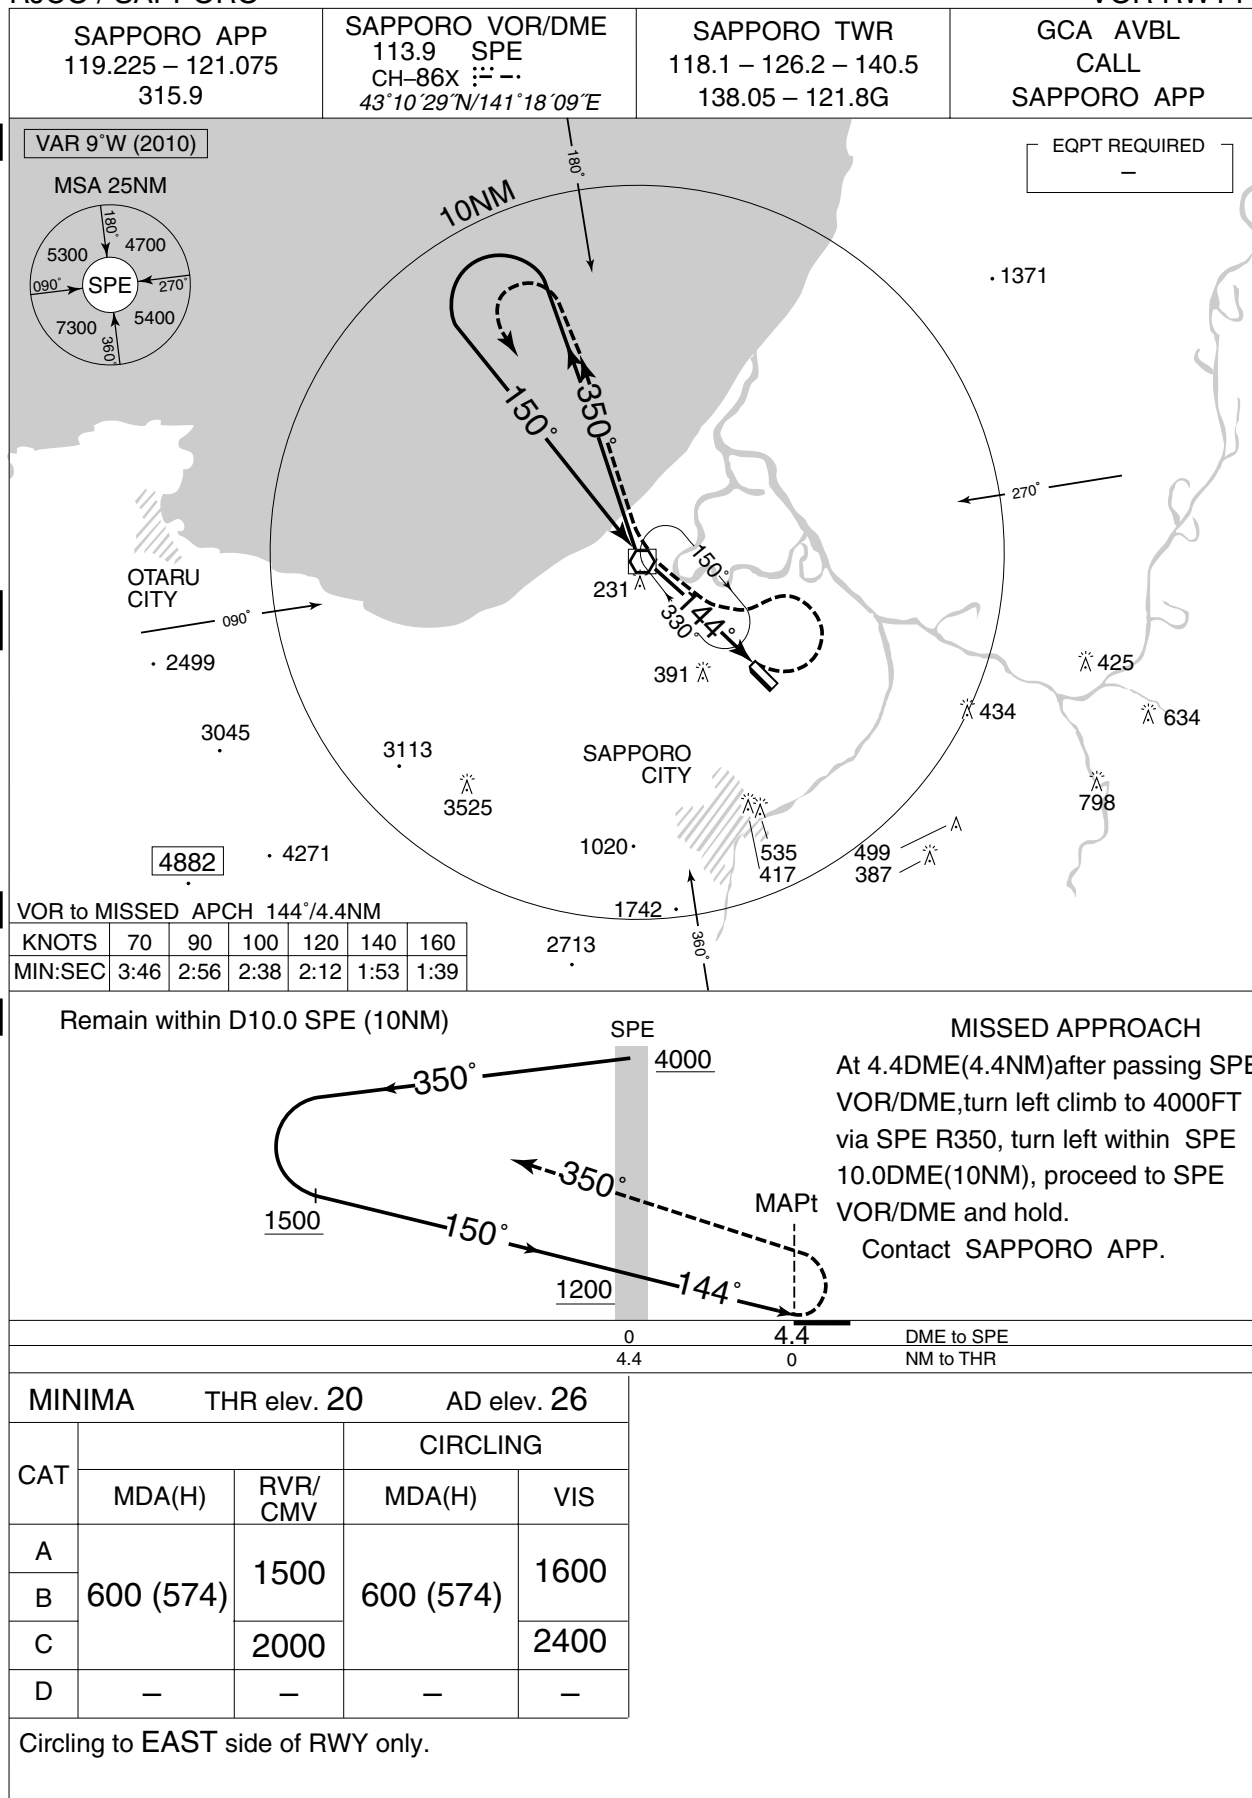 SAPPORO APP
119.225 – 121.075
315.9
SAPPORO VOR/DME
113.9 SPE
CH–86X
43°10´29˝N/141°18´09˝E
SAPPORO TWR
118.1 – 126.2 – 140.5
138.05 – 121.8G
GCA AVBL
CALL
SAPPORO APP
VAR 9°W (2010)
MSA 25NM
180°
5300
4700
090°
SPE
270°
7300
5400
360°
EQPT REQUIRED
–
180°
10NM
1371
150°
350°
270°
OTARU
CITY
090°
231
150°
144°
330°
2499
391
425
434
634
3045
3113
3525
SAPPORO
CITY
798
4882
4271
1020
535
417
499
387
1742
360°
2713
VOR to MISSED APCH 144°/4.4NM
KNOTS 70 90 100 120 140 160
MIN:SEC 3:46 2:56 2:38 2:12 1:53 1:39
Remain within D10.0 SPE (10NM)
SPE
4000
350°
1500
150°
350°
1200
144°
MAPt
MISSED APPROACH
At 4.4DME(4.4NM)after passing SPE
VOR/DME,turn left climb to 4000FT
via SPE R350, turn left within SPE
10.0DME(10NM), proceed to SPE
VOR/DME and hold.
Contact SAPPORO APP.
0 4.4 DME to SPE
4.4 0 NM to THR
MINIMA THR elev. 20 AD elev. 26
CAT
CIRCLING
MDA(H) RVR/CMV MDA(H) VIS
A
B
C
D
600 (574)
1500
2000
600 (574)
1600
2400
– – – –
Circling to EAST side of RWY only.